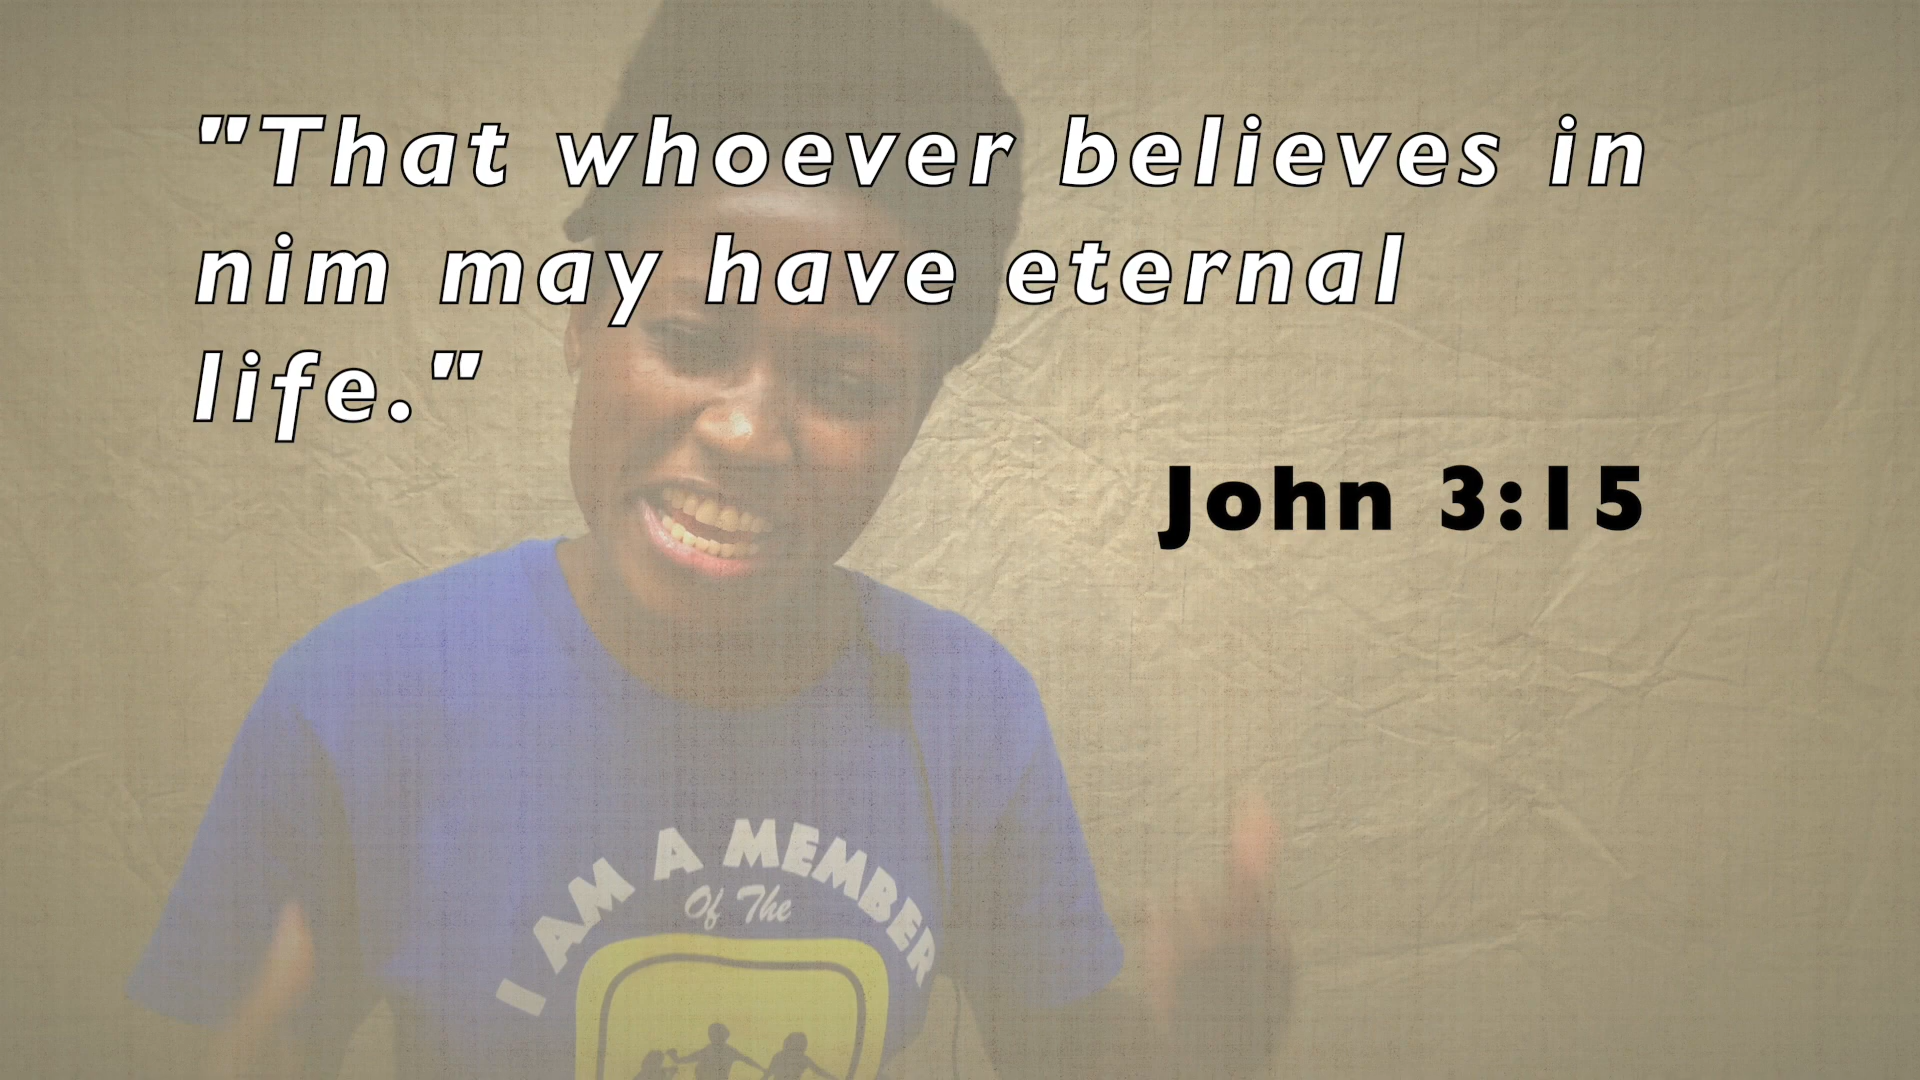 "That whoever believes in
nim may have eternal
life."
John 3:15
I AM A MEMBER
Of The